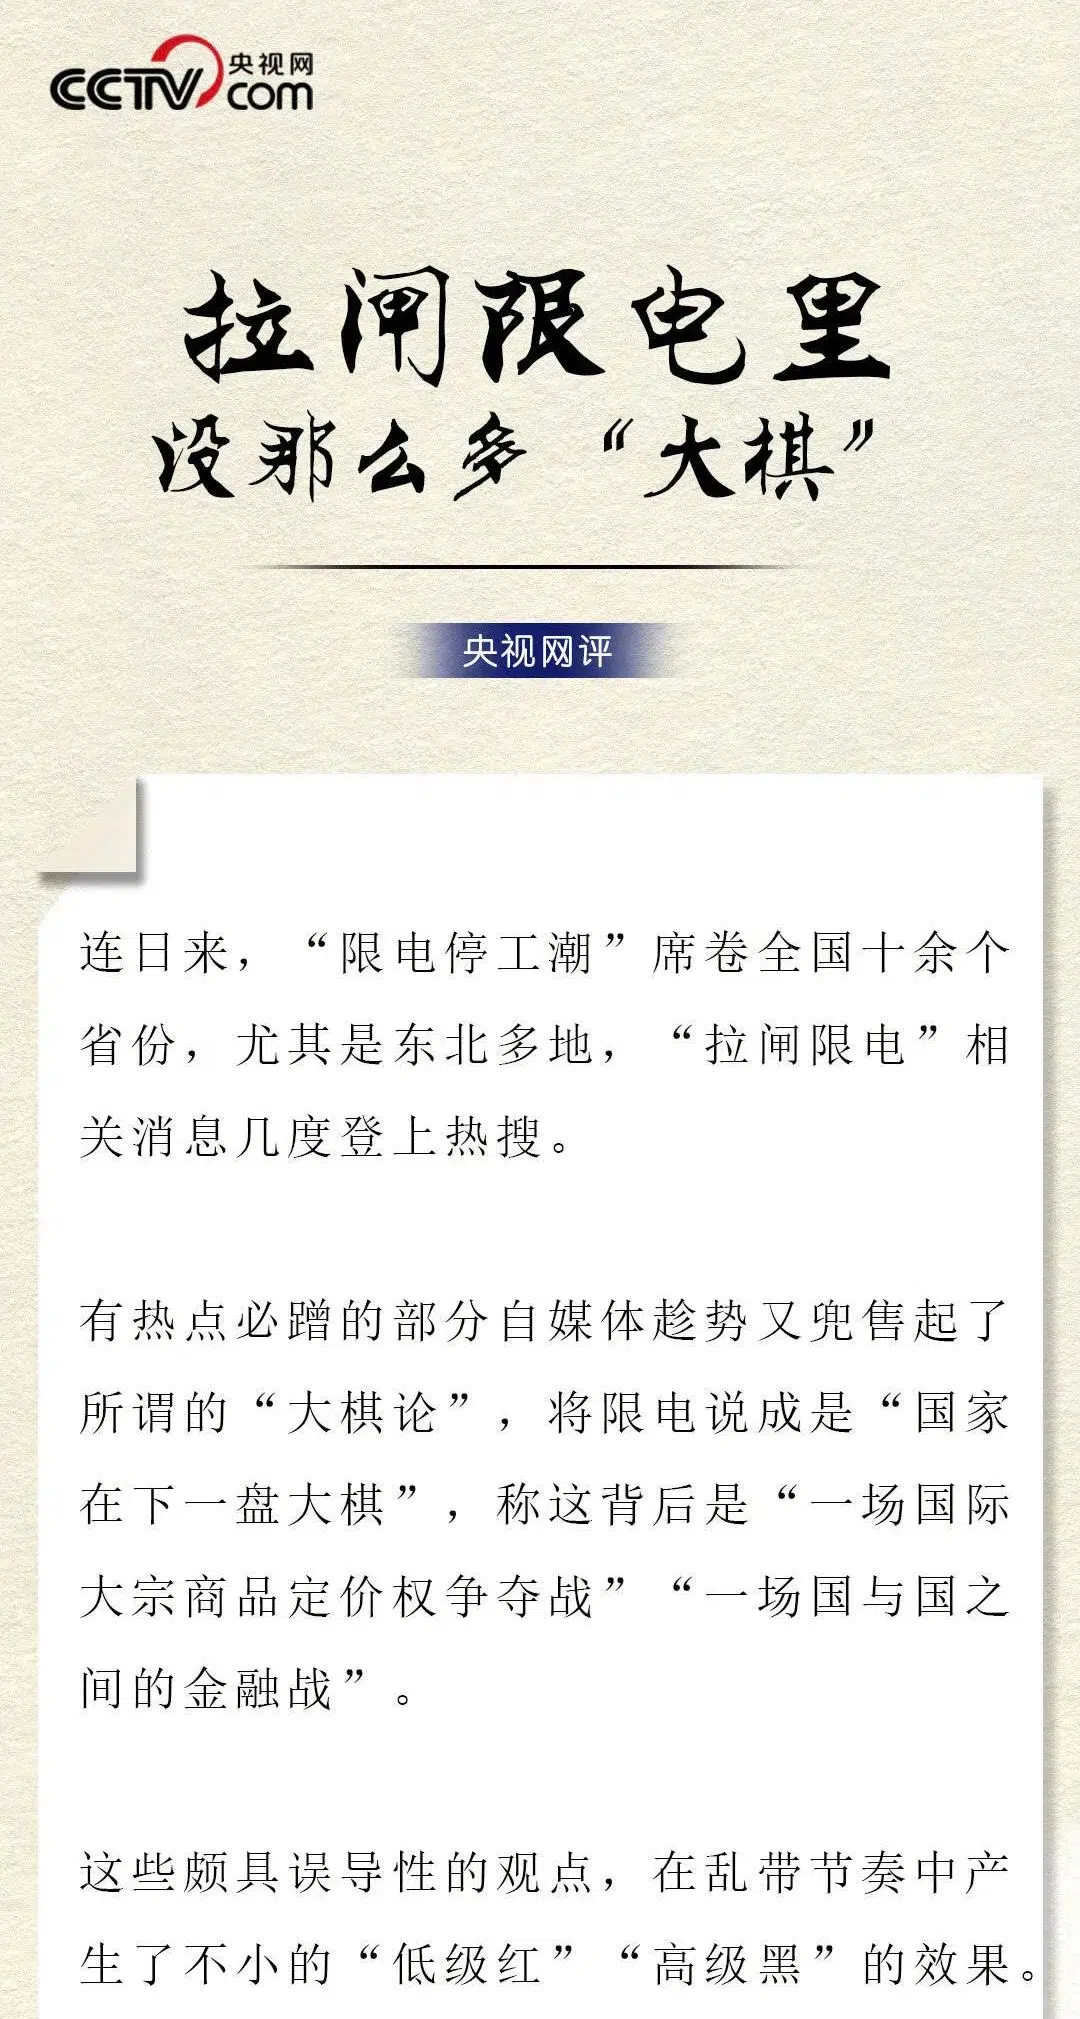 CCTV 央视网
com
拉闸限电里
没那么多“大棋”
央视网评
连日来，“限电停工潮”席卷全国十余个
省份，尤其是东北多地，“拉闸限电”相
关消息几度登上热搜。
有热点必蹭的部分自媒体趁势又兜售起了
所谓的“大棋论”，将限电说成是“国家
在下一盘大棋”，称这背后是“一场国际
大宗商品定价权争夺战”“一场国与国之
间的金融战”。
这些颇具误导性的观点，在乱带节奏中产
生了不小的“低级红”“高级黑”的效果。